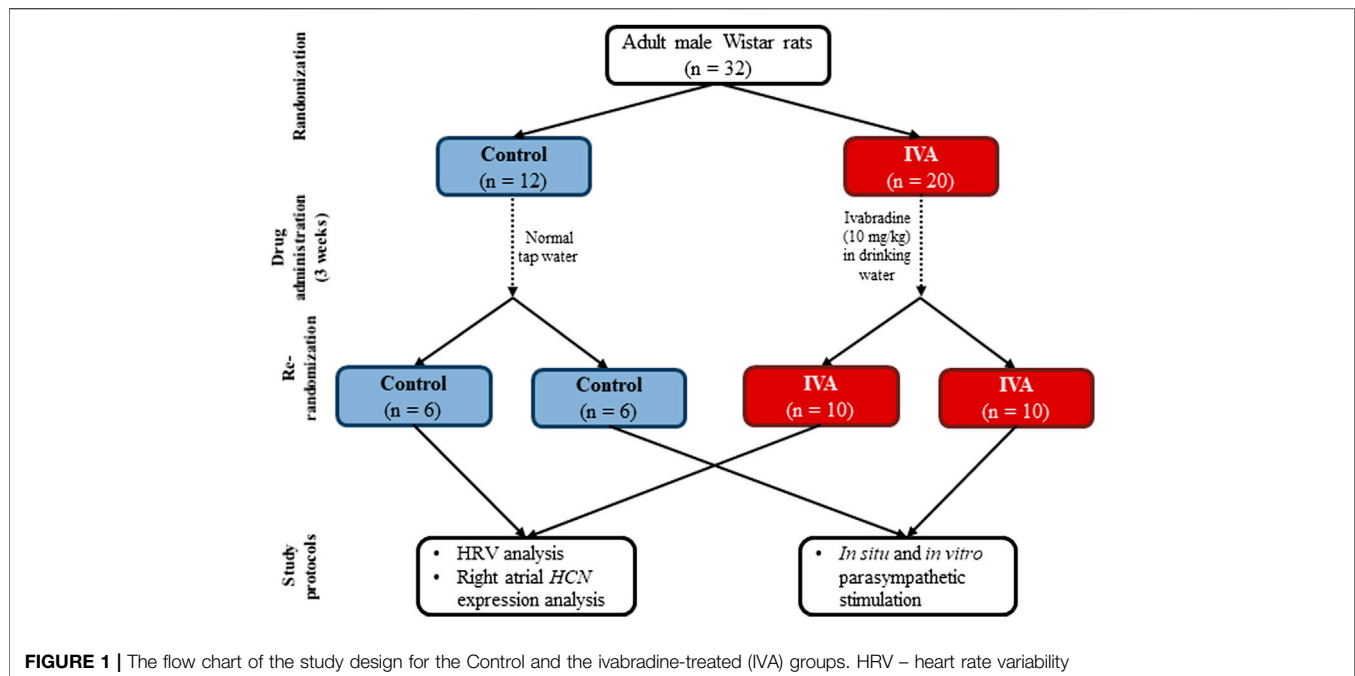 Randomization
Adult male Wistar rats
(n = 32)
Control
(n = 12)
IVA
(n = 20)
Drug
administration
(3 weeks)
Normal
tap water
Ivabradine
(10 mg/kg)
in drinking
water
Re-
randomization
Control
(n = 6)
Control
(n = 6)
IVA
(n = 10)
IVA
(n = 10)
Study
protocols
• HRV analysis
• Right atrial HCN
expression analysis
• In situ and in vitro
parasympathetic
stimulation
FIGURE 1 | The flow chart of the study design for the Control and the ivabradine-treated (IVA) groups. HRV – heart rate variability